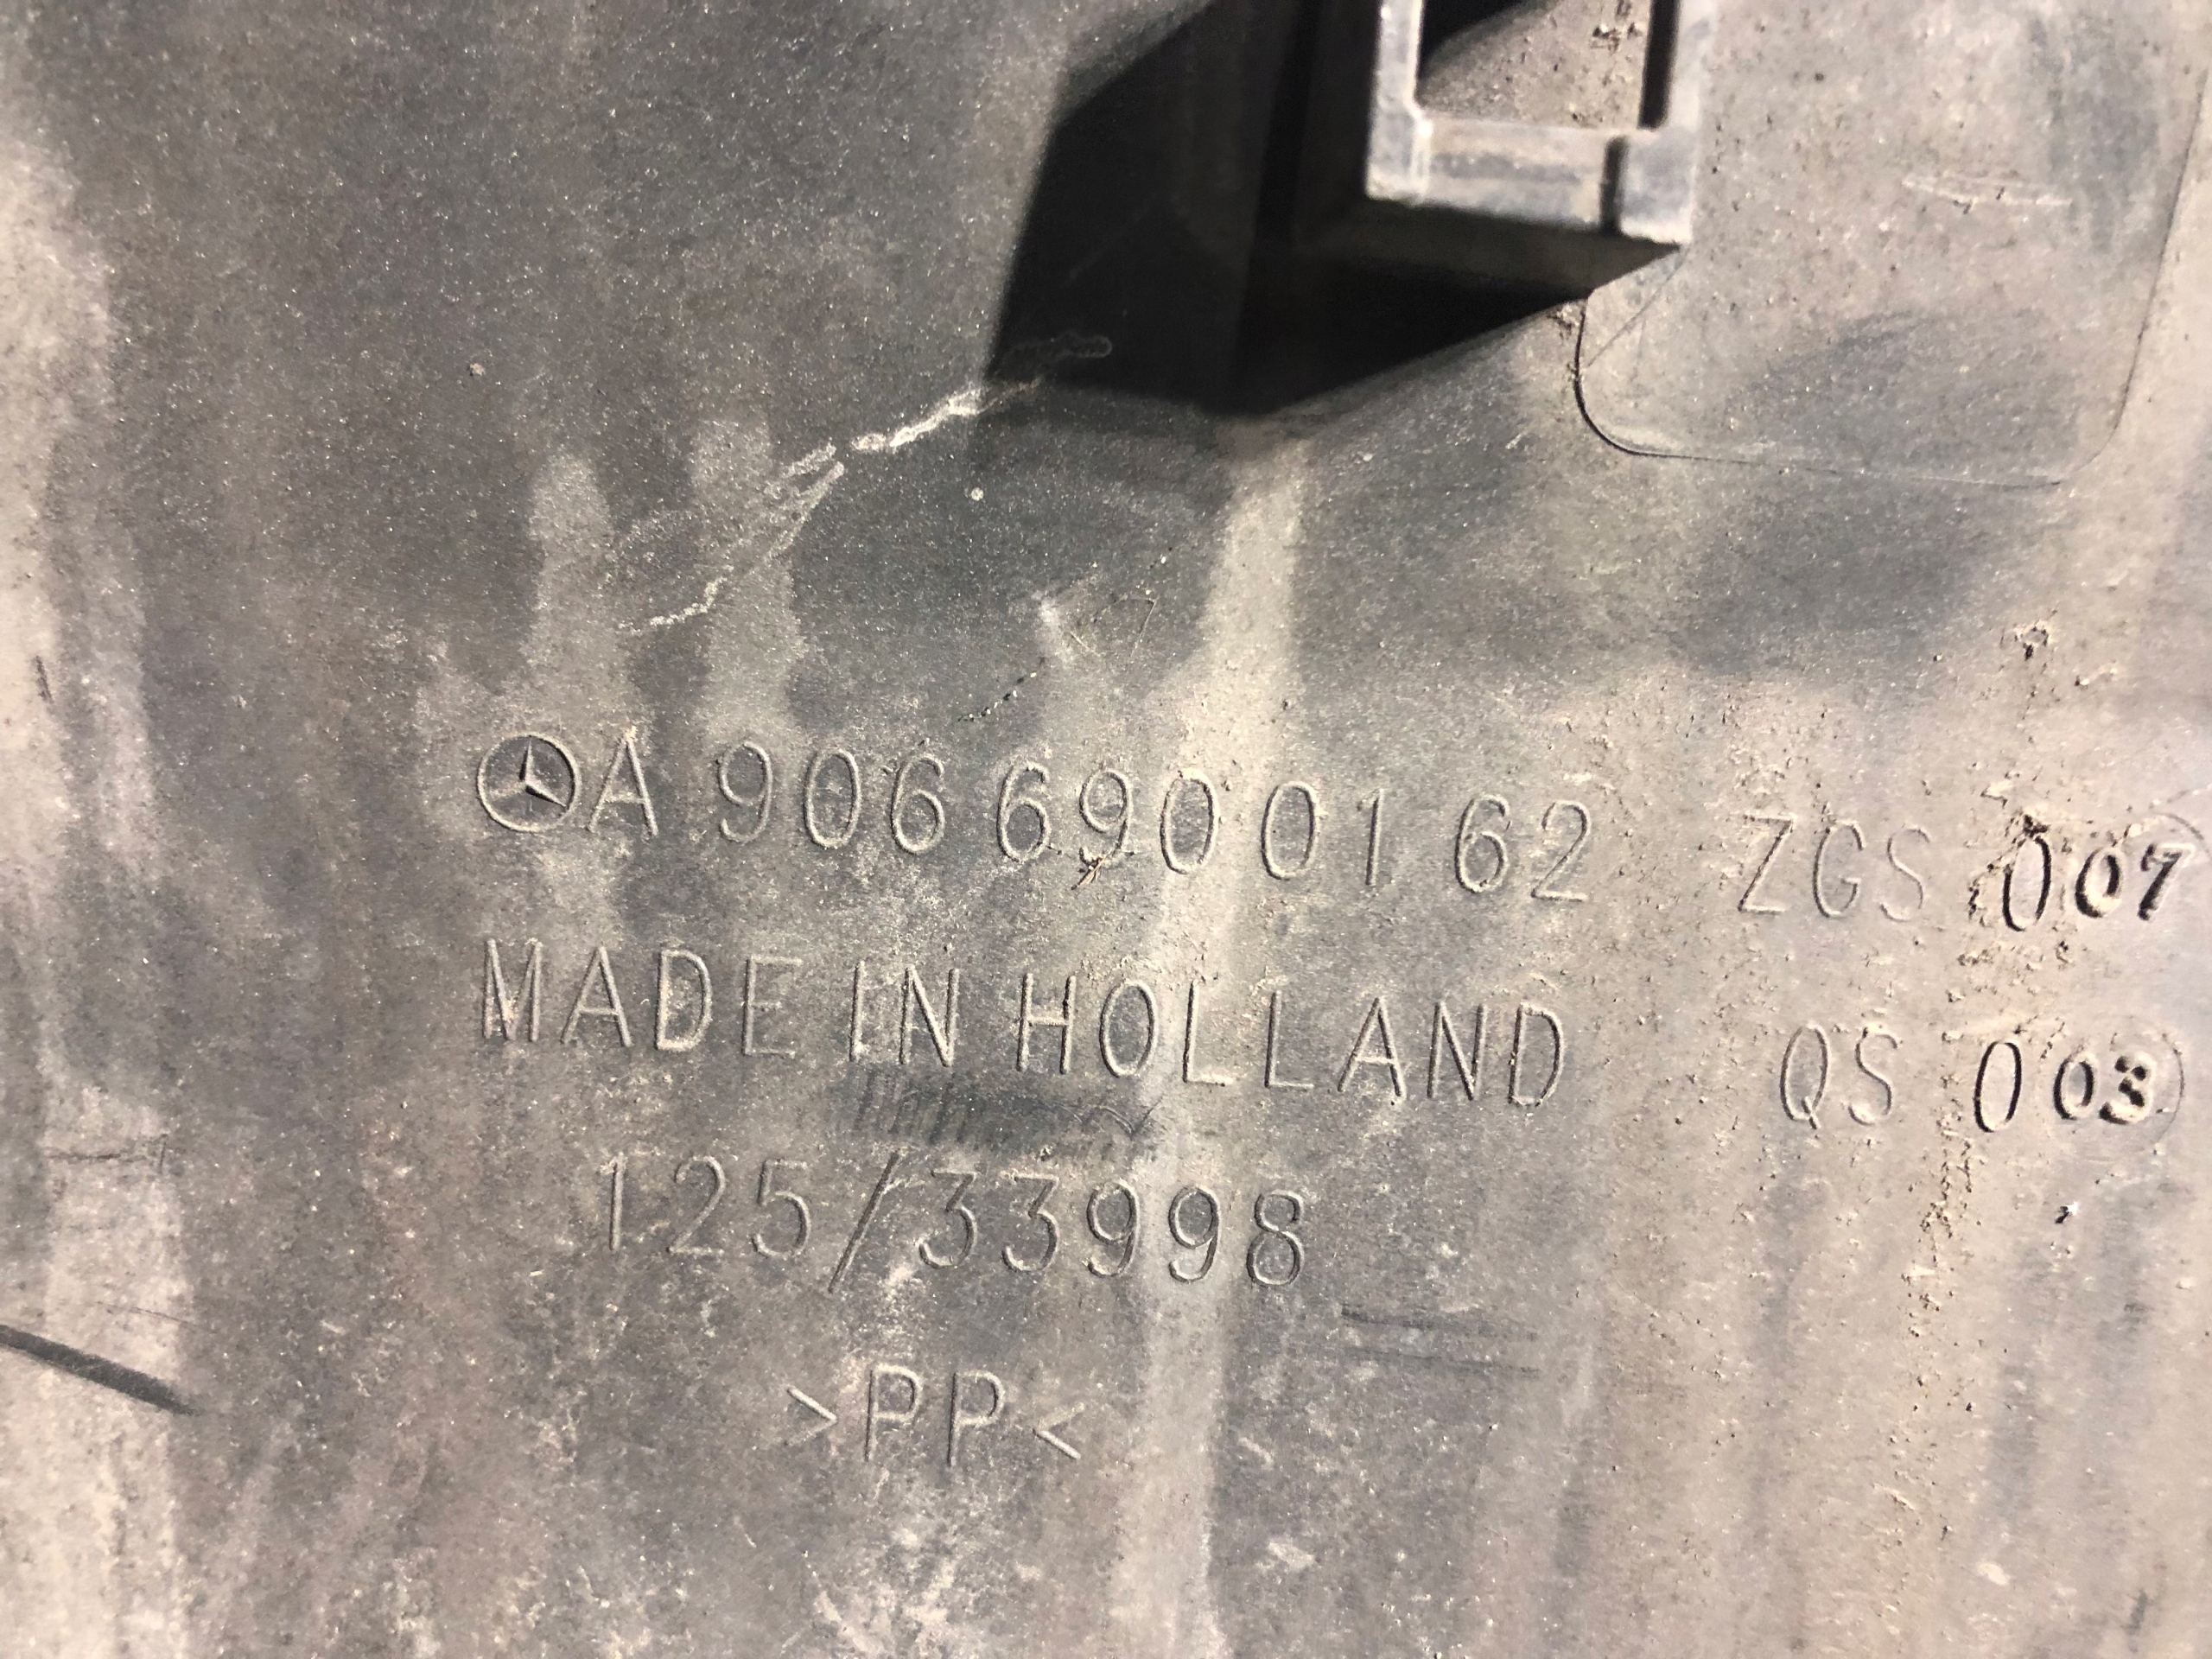 A 906 690 01 62 ZGS 007
MADE IN HOLLAND QS 003
125/33998
>PP<